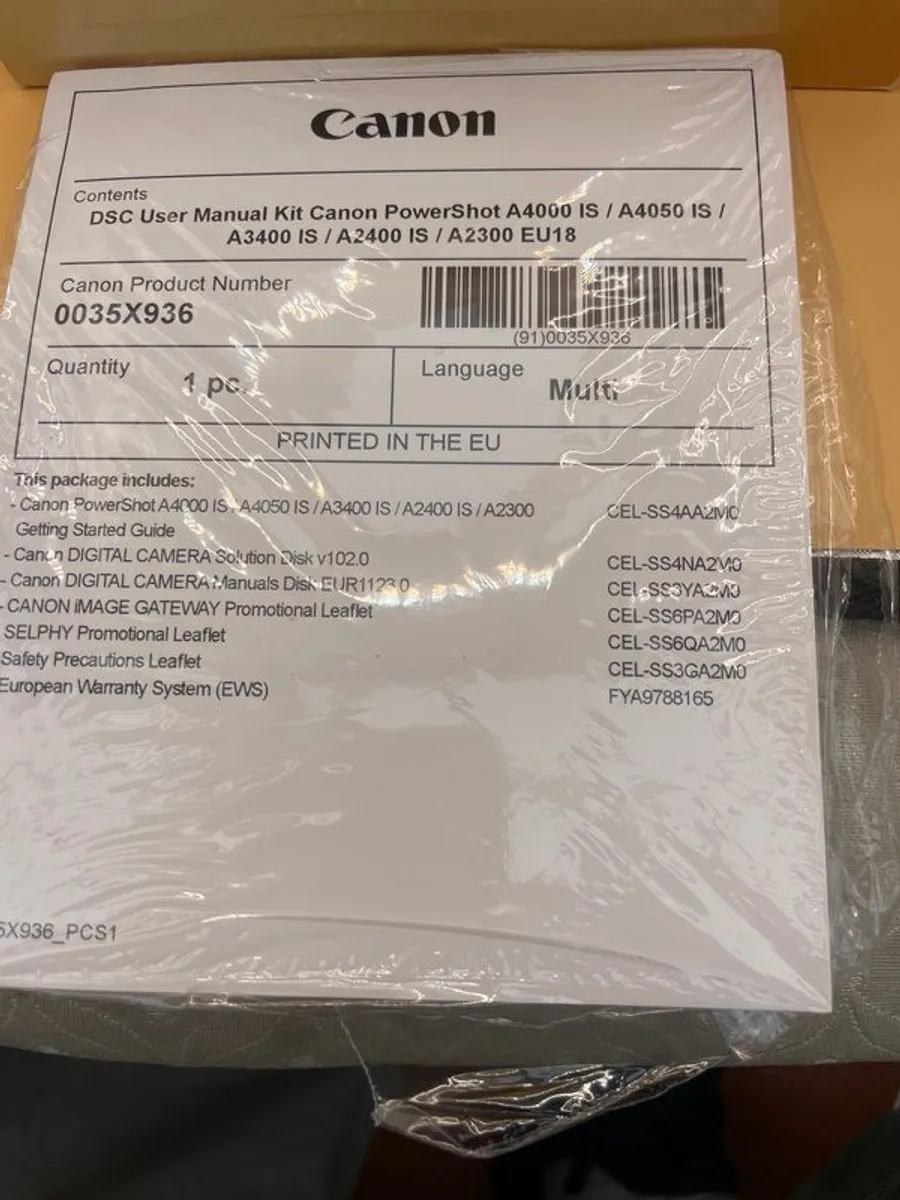 Canon
Contents
DSC User Manual Kit Canon PowerShot A4000 IS / A4050 IS /
A3400 IS / A2400 IS / A2300 EU18
Canon Product Number
0035X936
(91)0035X936
Quantity
1 pc.
Language
Multi
PRINTED IN THE EU
This package includes:
- Canon PowerShot A4000 IS / A4050 IS / A3400 IS / A2400 IS / A2300 CEL-SS4AA2M0
Getting Started Guide
- Canon DIGITAL CAMERA Solution Disk v102.0 CEL-SS4NA2M0
- Canon DIGITAL CAMERA Manuals Disk EUR1123.0 CEL-SS3YA2M0
- CANON iMAGE GATEWAY Promotional Leaflet CEL-SS6PA2M0
SELPHY Promotional Leaflet CEL-SS6QA2M0
Safety Precautions Leaflet CEL-SS3GA2M0
European Warranty System (EWS) FYA9788165
5X936_PCS1